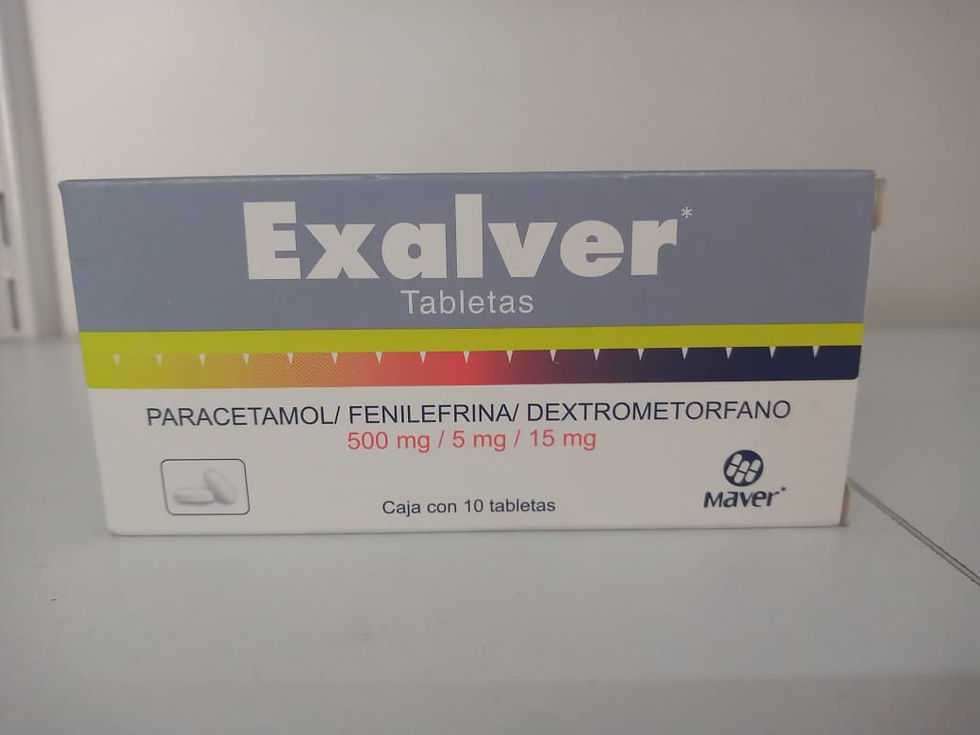 Exalver*
Tabletas
PARACETAMOL/ FENILEFRINA/ DEXTROMETORFANO
500 mg / 5 mg / 15 mg
Caja con 10 tabletas
Maver*